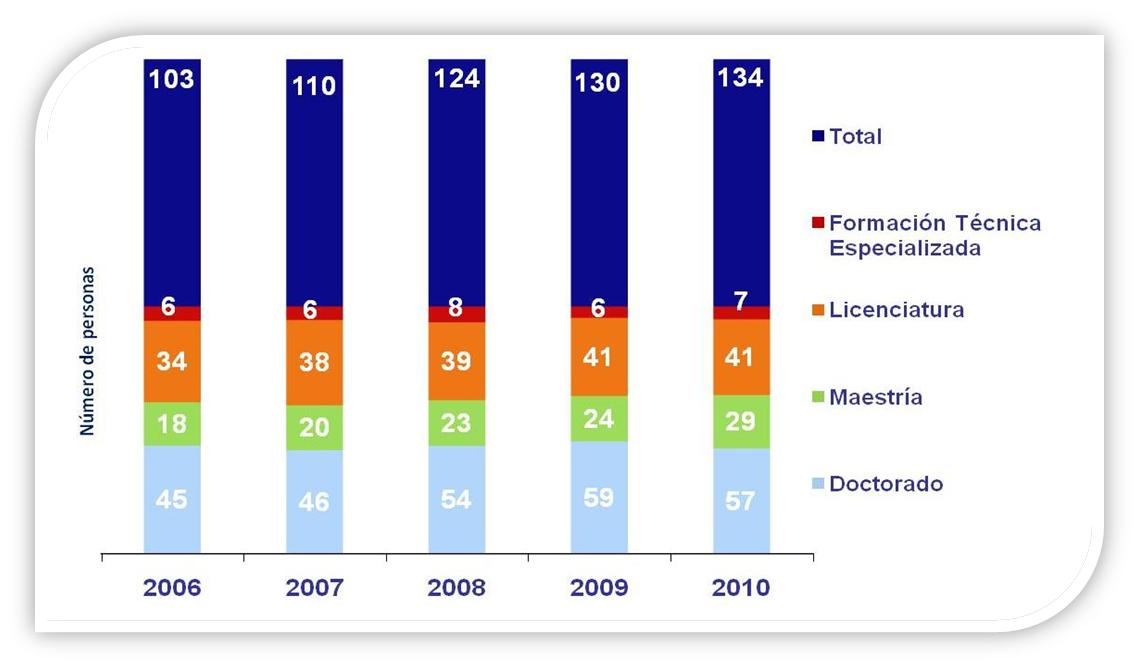 103 110 124 130 134
Total
Formación Técnica
Especializada
6 6 8 6 7
Licenciatura
34 38 39 41 41
Maestría
18 20 23 24 29
Doctorado
45 46 54 59 57
Número de personas
2006 2007 2008 2009 2010